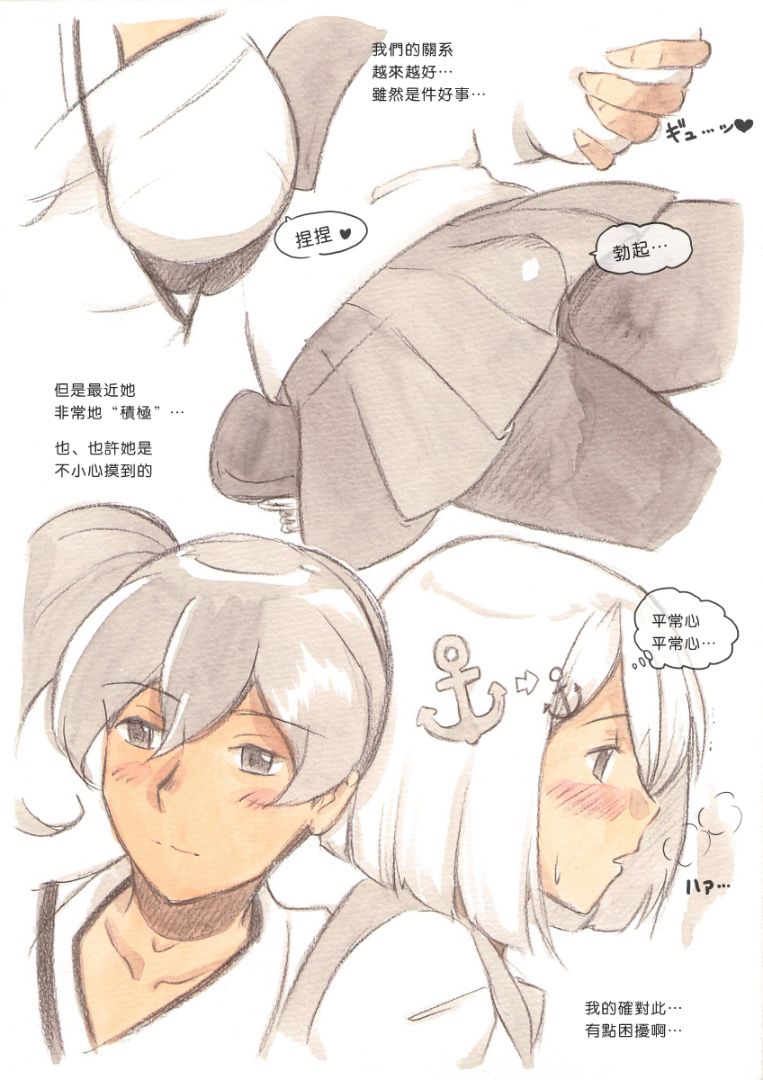 我們的關系
越來越好…
雖然是件好事…
ギュ…ッ♥
捏捏♥
勃起…
但是最近她
非常地“積極”…
也、也許她是
不小心摸到的
平常心
平常心…
ハァ…
我的確對此…
有點困擾啊…